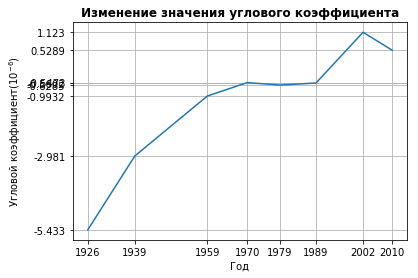 Изменение значения углового коэффициента
Угловой коэффициент(10⁻⁶)
1.123
0.5289
-0.9932
-2.981
-5.433
1926 1939 1959 1970 1979 1989 2002 2010
Год